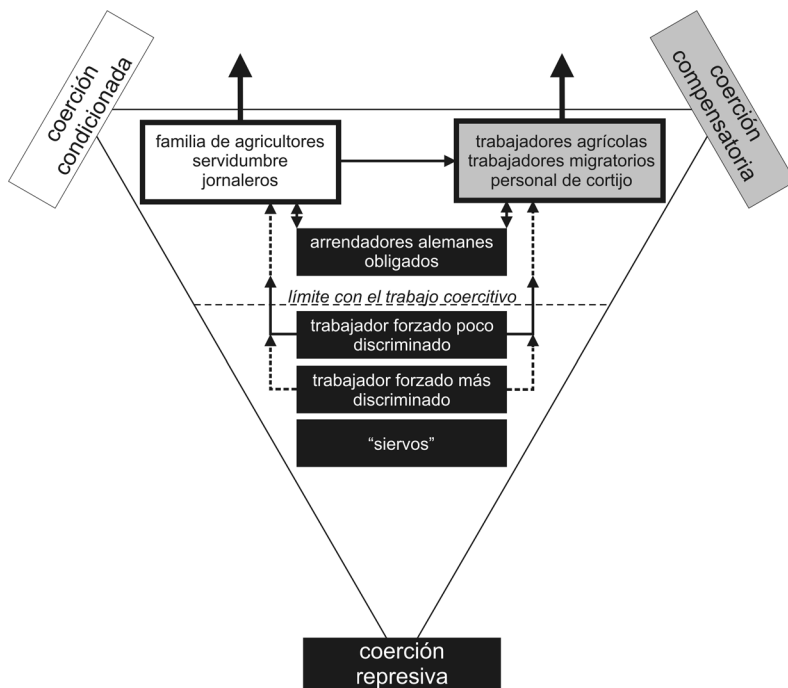 coerción
condicionada
coerción
compensatoria
familia de agricultores
servidumbre
jornaleros
trabajadores agrícolas
trabajadores migratorios
personal de cortijo
arrendadores alemanes
obligados
límite con el trabajo coercitivo
trabajador forzado poco
discriminado
trabajador forzado más
discriminado
“siervos”
coerción
represiva